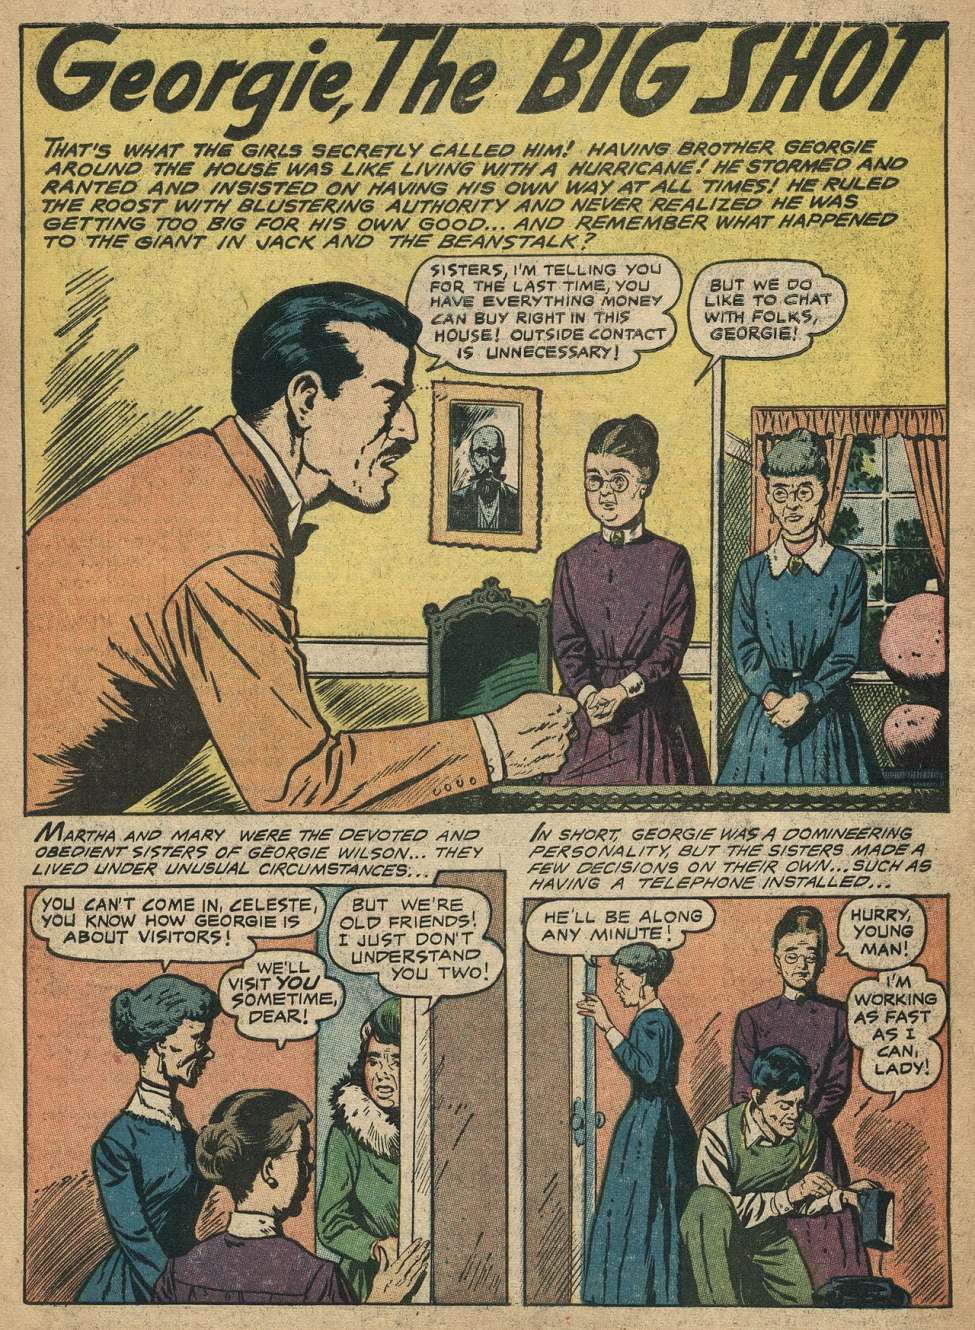 Georgie, The BIG SHOT
THAT'S WHAT THE GIRLS SECRETLY CALLED HIM! HAVING BROTHER GEORGIE
AROUND THE HOUSE WAS LIKE LIVING WITH A HURRICANE! HE STORMED AND
RANTED AND INSISTED ON HAVING HIS OWN WAY AT ALL TIMES! HE RULED
THE ROOST WITH BLUSTERING AUTHORITY AND NEVER REALIZED HE WAS
GETTING TOO BIG FOR HIS OWN GOOD... AND REMEMBER WHAT HAPPENED
TO THE GIANT IN JACK AND THE BEANSTALK?
SISTERS, I'M TELLING YOU
FOR THE LAST TIME, YOU
HAVE EVERYTHING MONEY
CAN BUY RIGHT IN THIS
HOUSE! OUTSIDE CONTACT
IS UNNECESSARY!
BUT WE DO
LIKE TO CHAT
WITH FOLKS,
GEORGIE!
MARTHA AND MARY WERE THE DEVOTED AND
OBEDIENT SISTERS OF GEORGIE WILSON... THEY
LIVED UNDER UNUSUAL CIRCUMSTANCES...
YOU CAN'T COME IN, CELESTE,
YOU KNOW HOW GEORGIE IS
ABOUT VISITORS!
BUT WE'RE
OLD FRIENDS!
I JUST DON'T
UNDERSTAND
YOU TWO!
WE'LL
VISIT YOU
SOMETIME,
DEAR!
IN SHORT, GEORGIE WAS A DOMINEERING
PERSONALITY, BUT THE SISTERS MADE A
FEW DECISIONS ON THEIR OWN... SUCH AS
HAVING A TELEPHONE INSTALLED...
HE'LL BE ALONG
ANY MINUTE!
HURRY,
YOUNG
MAN!
I'M
WORKING
AS FAST
AS I
CAN,
LADY!